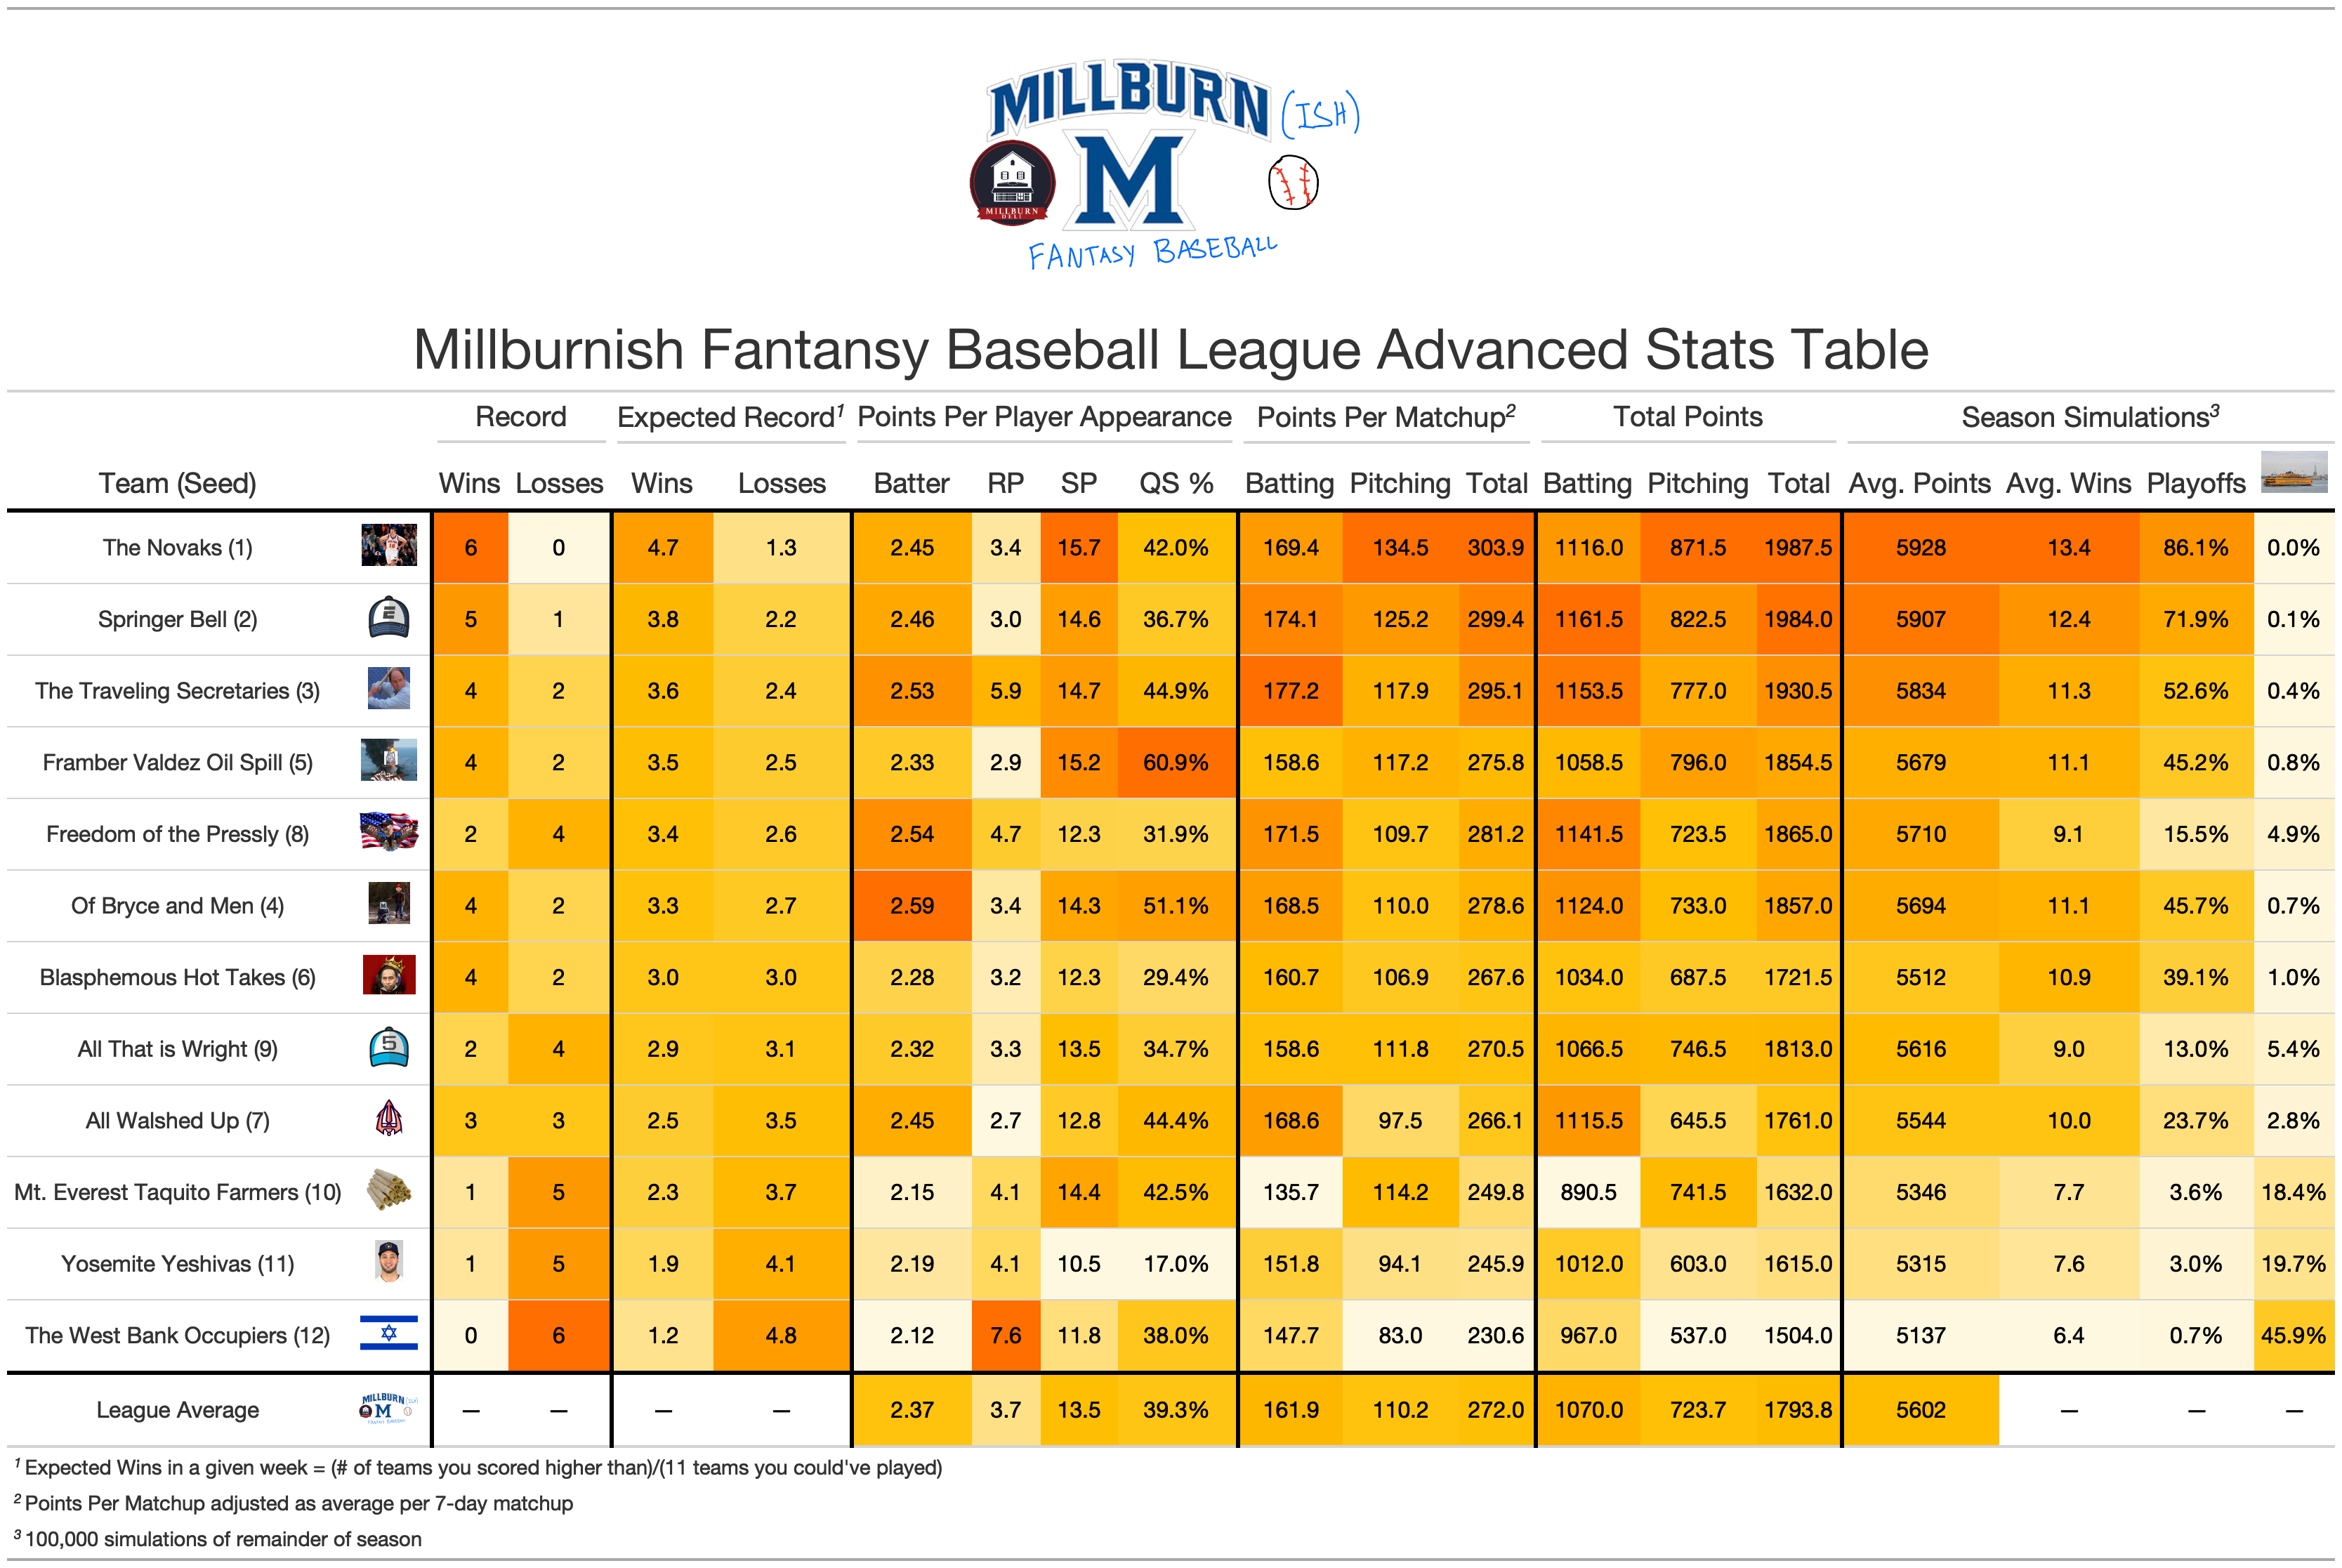 MILLBURN (ISH)
M
MILLBURN
DELI
FANTASY BASEBALL
Millburnish Fantansy Baseball League Advanced Stats Table
Record Expected Record¹ Points Per Player Appearance Points Per Matchup² Total Points Season Simulations³
Team (Seed) Wins Losses Wins Losses Batter RP SP QS % Batting Pitching Total Batting Pitching Total Avg. Points Avg. Wins Playoffs
The Novaks (1) 6 0 4.7 1.3 2.45 3.4 15.7 42.0% 169.4 134.5 303.9 1116.0 871.5 1987.5 5928 13.4 86.1% 0.0%
Springer Bell (2) 5 1 3.8 2.2 2.46 3.0 14.6 36.7% 174.1 125.2 299.4 1161.5 822.5 1984.0 5907 12.4 71.9% 0.1%
The Traveling Secretaries (3) 4 2 3.6 2.4 2.53 5.9 14.7 44.9% 177.2 117.9 295.1 1153.5 777.0 1930.5 5834 11.3 52.6% 0.4%
Framber Valdez Oil Spill (5) 4 2 3.5 2.5 2.33 2.9 15.2 60.9% 158.6 117.2 275.8 1058.5 796.0 1854.5 5679 11.1 45.2% 0.8%
Freedom of the Pressly (8) 2 4 3.4 2.6 2.54 4.7 12.3 31.9% 171.5 109.7 281.2 1141.5 723.5 1865.0 5710 9.1 15.5% 4.9%
Of Bryce and Men (4) 4 2 3.3 2.7 2.59 3.4 14.3 51.1% 168.5 110.0 278.6 1124.0 733.0 1857.0 5694 11.1 45.7% 0.7%
Blasphemous Hot Takes (6) 4 2 3.0 3.0 2.28 3.2 12.3 29.4% 160.7 106.9 267.6 1034.0 687.5 1721.5 5512 10.9 39.1% 1.0%
All That is Wright (9) 5 2 4 2.9 3.1 2.32 3.3 13.5 34.7% 158.6 111.8 270.5 1066.5 746.5 1813.0 5616 9.0 13.0% 5.4%
All Walshed Up (7) 3 3 2.5 3.5 2.45 2.7 12.8 44.4% 168.6 97.5 266.1 1115.5 645.5 1761.0 5544 10.0 23.7% 2.8%
Mt. Everest Taquito Farmers (10) 1 5 2.3 3.7 2.15 4.1 14.4 42.5% 135.7 114.2 249.8 890.5 741.5 1632.0 5346 7.7 3.6% 18.4%
Yosemite Yeshivas (11) 1 5 1.9 4.1 2.19 4.1 10.5 17.0% 151.8 94.1 245.9 1012.0 603.0 1615.0 5315 7.6 3.0% 19.7%
The West Bank Occupiers (12) 0 6 1.2 4.8 2.12 7.6 11.8 38.0% 147.7 83.0 230.6 967.0 537.0 1504.0 5137 6.4 0.7% 45.9%
League Average MILLBURN (ISH) M FANTASY BASEBALL — — — — 2.37 3.7 13.5 39.3% 161.9 110.2 272.0 1070.0 723.7 1793.8 5602 — — —
¹ Expected Wins in a given week = (# of teams you scored higher than)/(11 teams you could've played)
² Points Per Matchup adjusted as average per 7-day matchup
³ 100,000 simulations of remainder of season